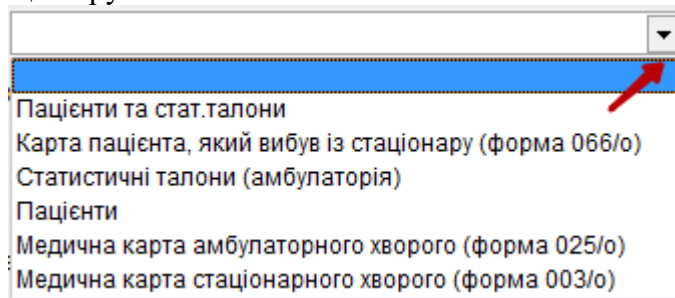 Пацієнти та стат.талони
Карта пацієнта, який вибув із стаціонару (форма 066/о)
Статистичні талони (амбулаторія)
Пацієнти
Медична карта амбулаторного хворого (форма 025/о)
Медична карта стаціонарного хворого (форма 003/о)